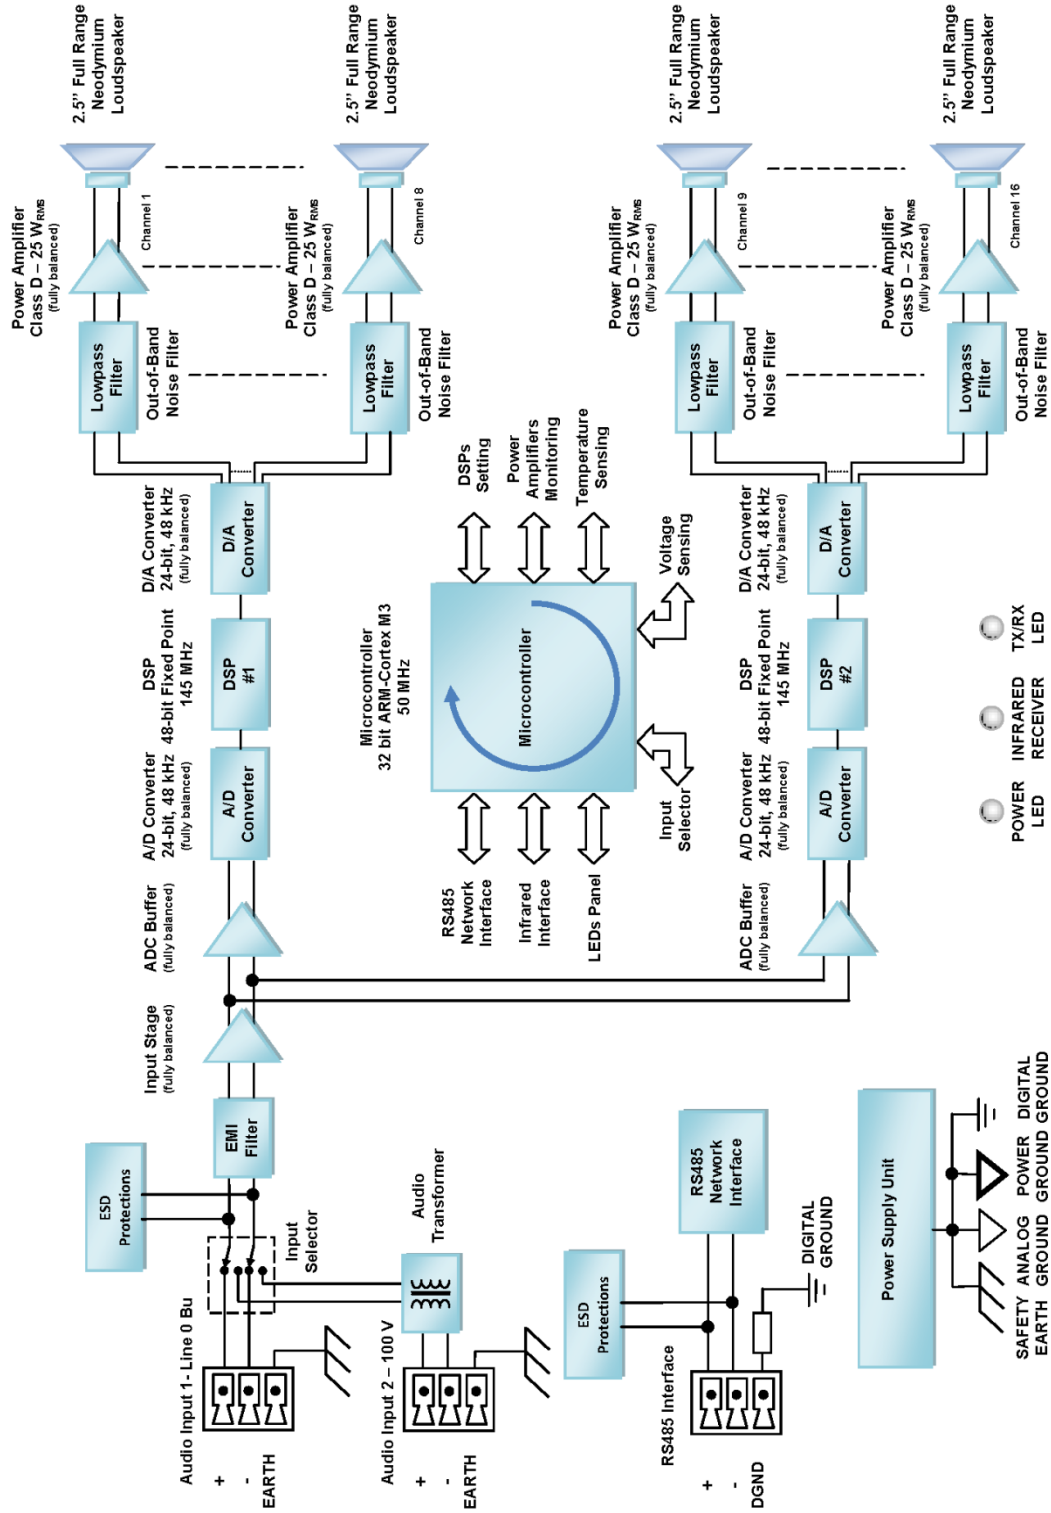 Audio Input 1- Line 0 Bu
+
-
EARTH
Audio Input 2 – 100 V
+
-
EARTH
RS485 Interface
+
-
DGND
ESD
Protections
Input
Selector
Audio
Transformer
EMI
Filter
Input Stage
(fully balanced)
ADC Buffer
(fully balanced)
A/D Converter
24-bit, 48 kHz
(fully balanced)
A/D
Converter
DSP
48-bit Fixed Point
145 MHz
DSP
#1
D/A Converter
24-bit, 48 kHz
(fully balanced)
D/A
Converter
Lowpass
Filter
Out-of-Band
Noise Filter
Power Amplifier
Class D – 25 WRMS
(fully balanced)
Channel 1
2.5” Full Range
Neodymium
Loudspeaker
Lowpass
Filter
Out-of-Band
Noise Filter
Power Amplifier
Class D – 25 WRMS
(fully balanced)
Channel 8
2.5” Full Range
Neodymium
Loudspeaker
Microcontroller
32 bit ARM-Cortex M3
50 MHz
Microcontroller
RS485
Network
Interface
Infrared
Interface
LEDs Panel
Input
Selector
Voltage
Sensing
DSPs
Setting
Power
Amplifiers
Monitoring
Temperature
Sensing
ESD
Protections
RS485
Network
Interface
DIGITAL
GROUND
ADC Buffer
(fully balanced)
A/D Converter
24-bit, 48 kHz
(fully balanced)
A/D
Converter
DSP
48-bit Fixed Point
145 MHz
DSP
#2
D/A Converter
24-bit, 48 kHz
(fully balanced)
D/A
Converter
Lowpass
Filter
Out-of-Band
Noise Filter
Power Amplifier
Class D – 25 WRMS
(fully balanced)
Channel 9
2.5” Full Range
Neodymium
Loudspeaker
Lowpass
Filter
Out-of-Band
Noise Filter
Power Amplifier
Class D – 25 WRMS
(fully balanced)
Channel 16
2.5” Full Range
Neodymium
Loudspeaker
Power Supply Unit
SAFETY
EARTH
ANALOG
GROUND
POWER
GROUND
DIGITAL
GROUND
POWER
LED
INFRARED
RECEIVER
TX/RX
LED